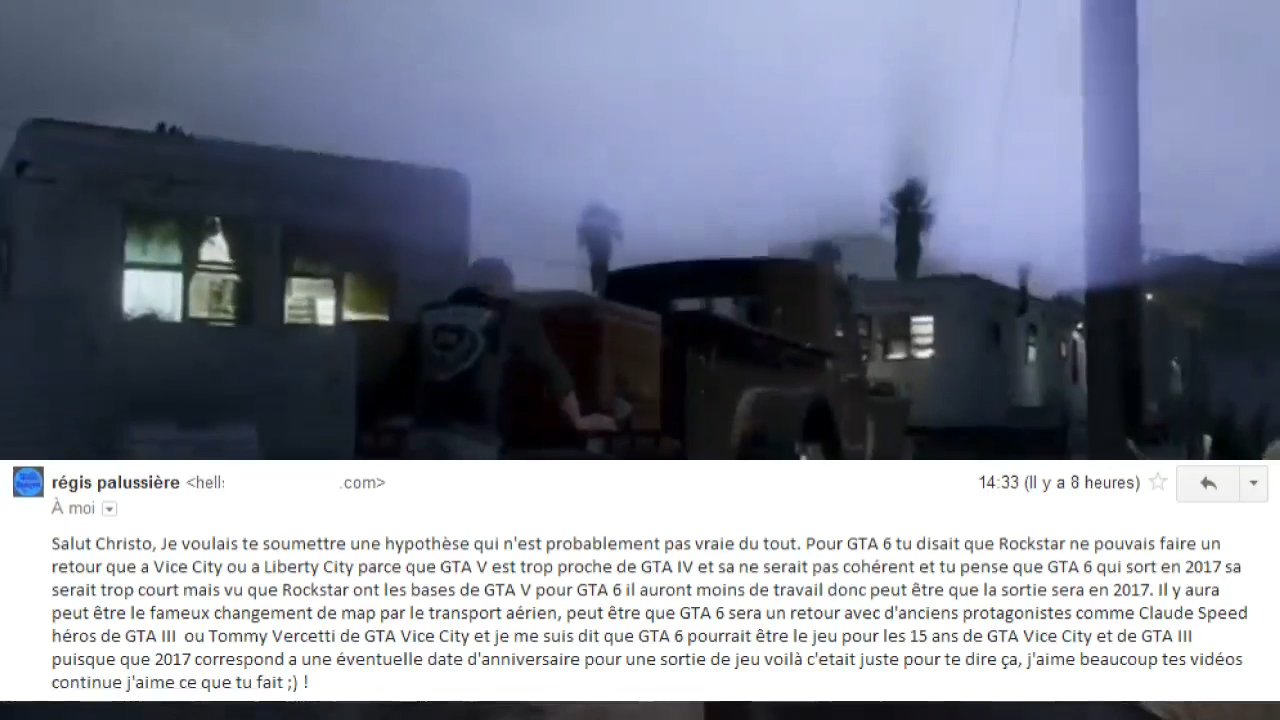 régis palussière <hell: .com>
14:33 (Il y a 8 heures)
À moi
Salut Christo, Je voulais te soumettre une hypothèse qui n'est probablement pas vraie du tout. Pour GTA 6 tu disait que Rockstar ne pouvais faire un
retour que a Vice City ou a Liberty City parce que GTA V est trop proche de GTA IV et sa ne serait pas cohérent et tu pense que GTA 6 qui sort en 2017 sa
serait trop court mais vu que Rockstar ont les bases de GTA V pour GTA 6 il auront moins de travail donc peut être que la sortie sera en 2017. Il y aura
peut être le fameux changement de map par le transport aérien, peut être que GTA 6 sera un retour avec d'anciens protagonistes comme Claude Speed
héros de GTA III ou Tommy Vercetti de GTA Vice City et je me suis dit que GTA 6 pourrait être le jeu pour les 15 ans de GTA Vice City et de GTA III
puisque que 2017 correspond a une éventuelle date d'anniversaire pour une sortie de jeu voilà c'etait juste pour te dire ça, j'aime beaucoup tes vidéos
continue j'aime ce que tu fait ;) !